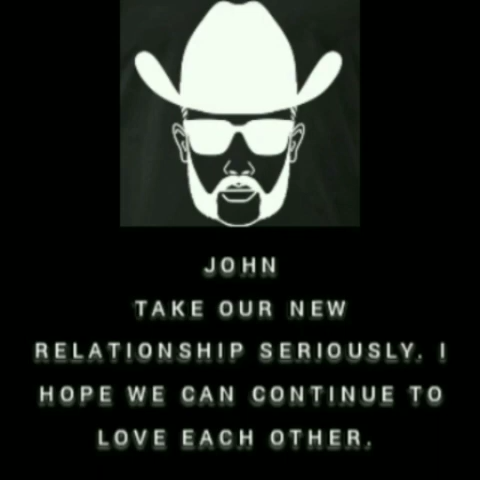 JOHN
TAKE OUR NEW
RELATIONSHIP SERIOUSLY. I
HOPE WE CAN CONTINUE TO
LOVE EACH OTHER.